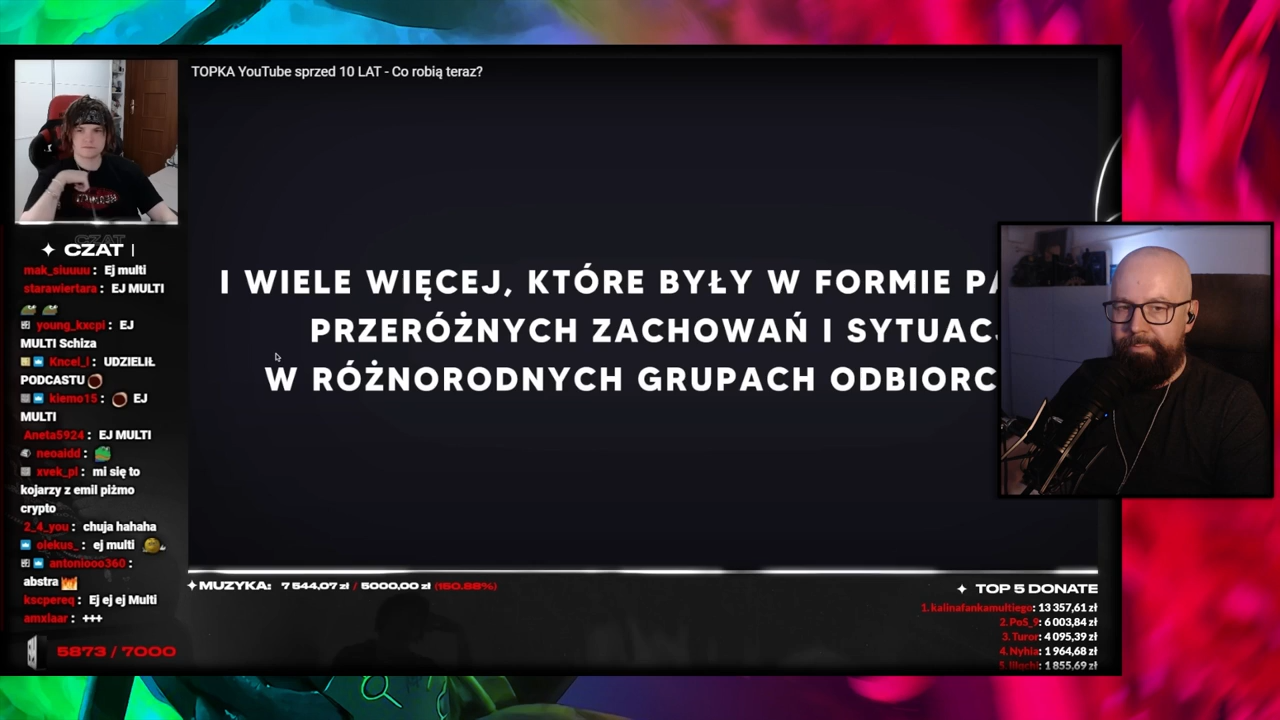 TOPKA YouTube sprzed 10 LAT - Co robią teraz?
I WIELE WIĘCEJ, KTÓRE BYŁY W FORMIE
PRZERÓŻNYCH ZACHOWAŃ I
W RÓŻNORODNYCH GRUPACH
CZAT
mak_siuuuu: Ej multi
starawiertara: EJ MULTI
young_kxcpi: EJ
MULTI Schiza
Kncel_i: UDZIELIŁ
PODCASTU
kiemo15: EJ
MULTI
Aneta5924: EJ MULTI
neoaidd:
xvek_pl: mi się to
kojarzy z emil piżmo
crypto
2_4_you: chuja hahaha
olekus_: ej multi
antoniooo360:
abstra
kscpereq: Ej ej ej Multi
amxlaar: +++
5873 / 7000
MUZYKA: 7 544,07 zł / 5000,00 zł (150.88%)
TOP 5 DONATE
1. kalinafankamultiego: 13 357,61 zł
2. Po5_9: 6 003,84 zł
3. Turor: 4 095,39 zł
4. Nyhia: 1 964,68 zł
5. 1 855,69 zł